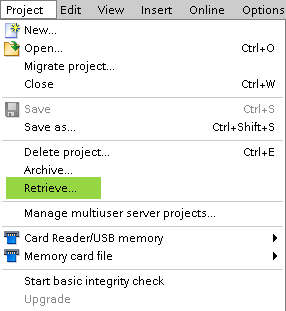 Project Edit View Insert Online Options
New...
Open... Ctrl+O
Migrate project...
Close Ctrl+W
Save Ctrl+S
Save as... Ctrl+Shift+S
Delete project... Ctrl+E
Archive...
Retrieve...
Manage multiuser server projects...
Card Reader/USB memory
Memory card file
Start basic integrity check
Upgrade